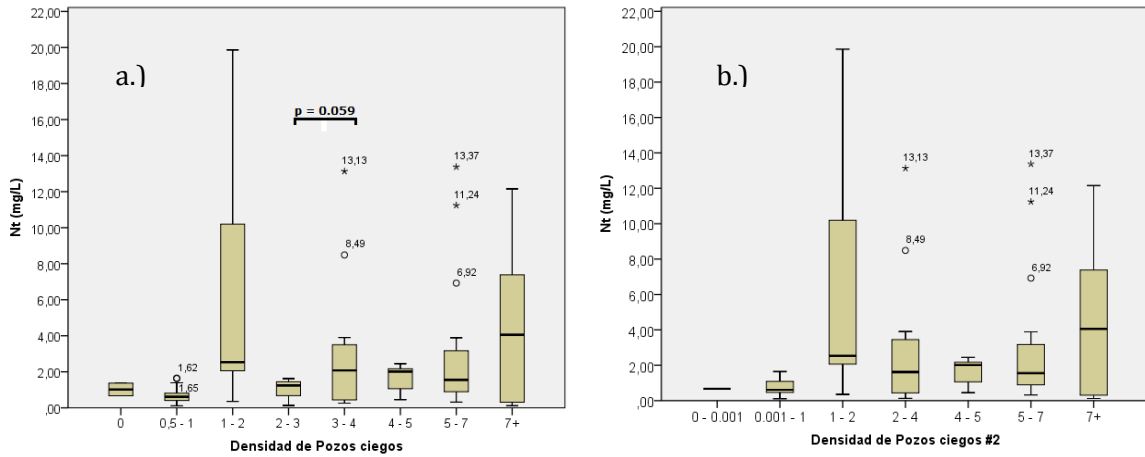 22,00
20,00
18,00
16,00
14,00
12,00
10,00
8,00
6,00
4,00
2,00
,00
Nt (mg/L)
a.)
p = 0.059
13,13
8,49
13,37
11,24
6,92
1,62
1,65
0
0,5 - 1
1 - 2
2 - 3
3 - 4
4 - 5
5 - 7
7+
Densidad de Pozos ciegos
22,00
20,00
18,00
16,00
14,00
12,00
10,00
8,00
6,00
4,00
2,00
,00
Nt (mg/L)
b.)
13,13
8,49
13,37
11,24
6,92
0 - 0.001
0.001 - 1
1 - 2
2 - 4
4 - 5
5 - 7
7+
Densidad de Pozos ciegos #2